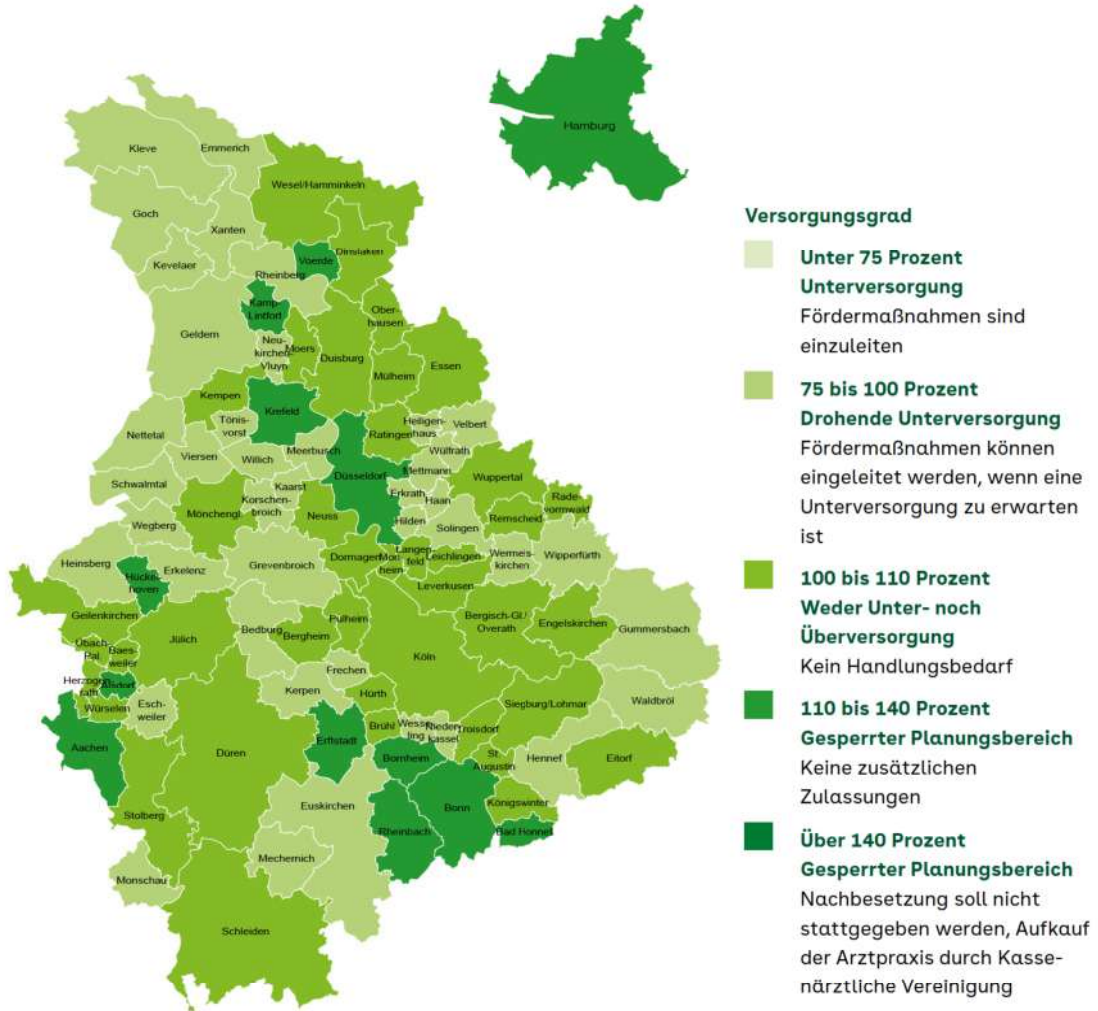 Hamburg
Kleve
Emmerich
Wesel/Hamminkeln
Goch
Xanten
Voerde
Dinslaken
Kevelaer
Rheinberg
Kamp-
Lintfort
Geldern
Neu-
kirchen-
Vluyn
Moers
Duisburg
Ober-
hausen
Mülheim
Essen
Kempen
Krefeld
Tönis-
vorst
Nettetal
Viersen
Willich
Meerbusch
Ratingen
Heiligen-
haus
Velbert
Wülfrath
Düsseldorf
Mettmann
Wuppertal
Schwalmtal
Kaarst
Korschen-
broich
Erkrath
Haan
Rade-
vormwald
Mönchengl.
Neuss
Remscheid
Wegberg
Hilden
Solingen
Heinsberg
Erkelenz
Grevenbroich
Dormagen
Mon-
heim
Langen-
feld
Leichlingen
Wermels-
kirchen
Wipperfürth
Hückel-
hoven
Leverkusen
Geilenkirchen
Bedburg
Bergheim
Pulheim
Bergisch-Gl./
Overath
Engelskirchen
Gummersbach
Jülich
Übach-
Pal.
Baes-
weiler
Köln
Frechen
Herzogen-
rath
Alsdorf
Kerpen
Hürth
Waldbröl
Würselen
Esch-
weiler
Siegburg/Lohmar
Aachen
Düren
Erftstadt
Brühl
Wesse-
ling
Nieder-
kassel
Troisdorf
Bornheim
St.
Augustin
Hennef
Eitorf
Stolberg
Euskirchen
Rheinbach
Bonn
Königswinter
Bad Honnef
Mechernich
Monschau
Schleiden
Versorgungsgrad
Unter 75 Prozent
Unterversorgung
Fördermaßnahmen sind
einzuleiten
75 bis 100 Prozent
Drohende Unterversorgung
Fördermaßnahmen können
eingeleitet werden, wenn eine
Unterversorgung zu erwarten
ist
100 bis 110 Prozent
Weder Unter- noch
Überversorgung
Kein Handlungsbedarf
110 bis 140 Prozent
Gesperrter Planungsbereich
Keine zusätzlichen
Zulassungen
Über 140 Prozent
Gesperrter Planungsbereich
Nachbesetzung soll nicht
stattgegeben werden, Aufkauf
der Arztpraxis durch Kasse-
närztliche Vereinigung